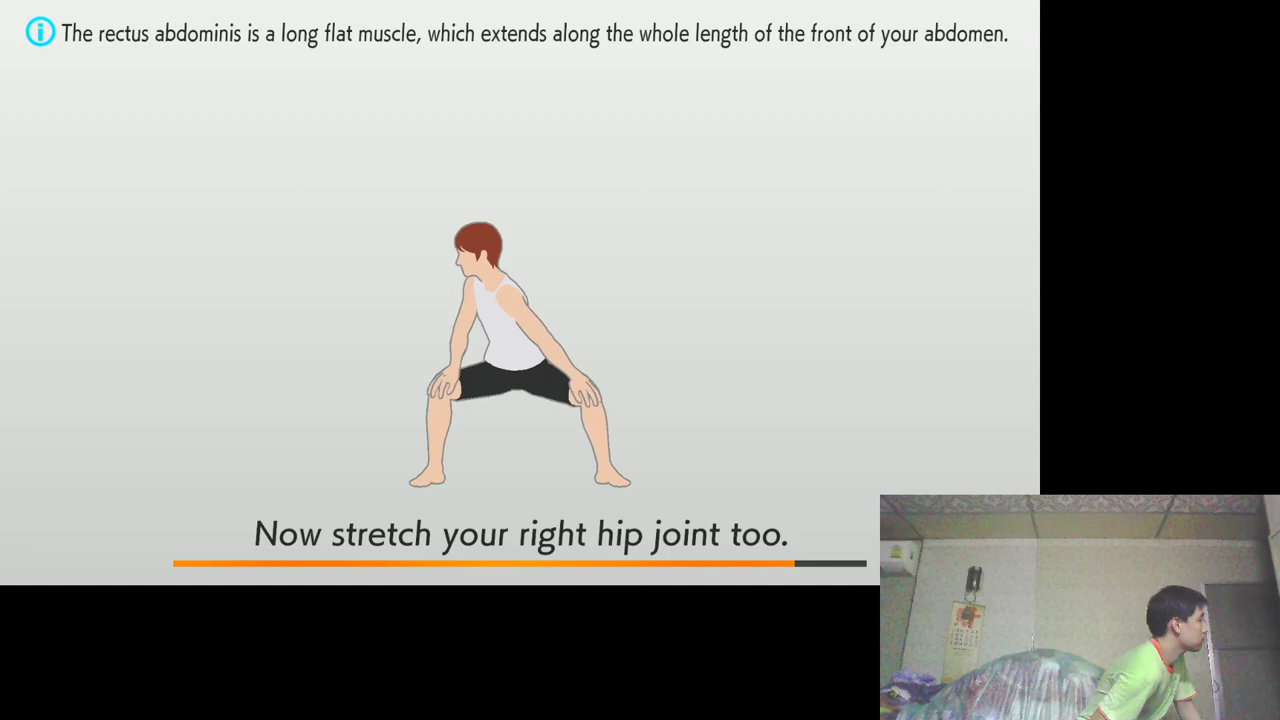 The rectus abdominis is a long flat muscle, which extends along the whole length of the front of your abdomen.
Now stretch your right hip joint too.